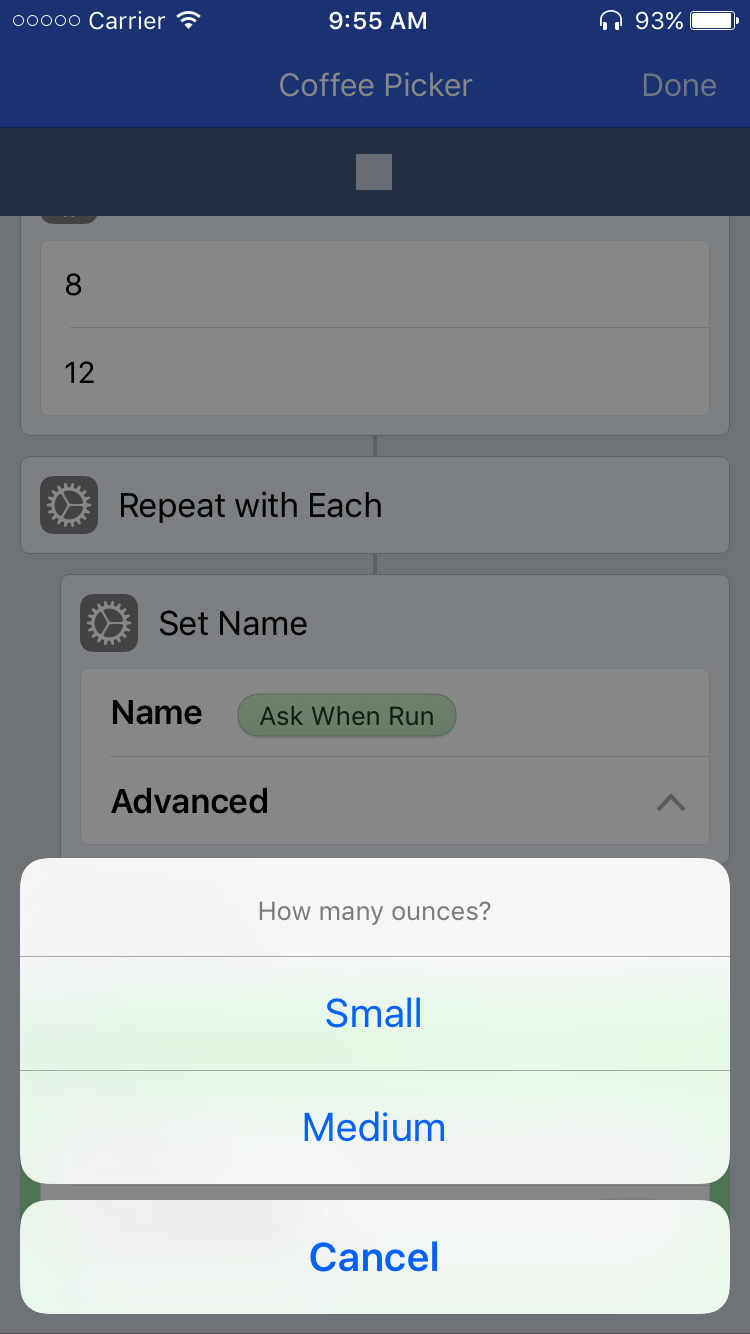 Carrier 9:55 AM 93%
Coffee Picker Done
8
12
Repeat with Each
Set Name
Name Ask When Run
Advanced
How many ounces?
Small
Medium
Cancel